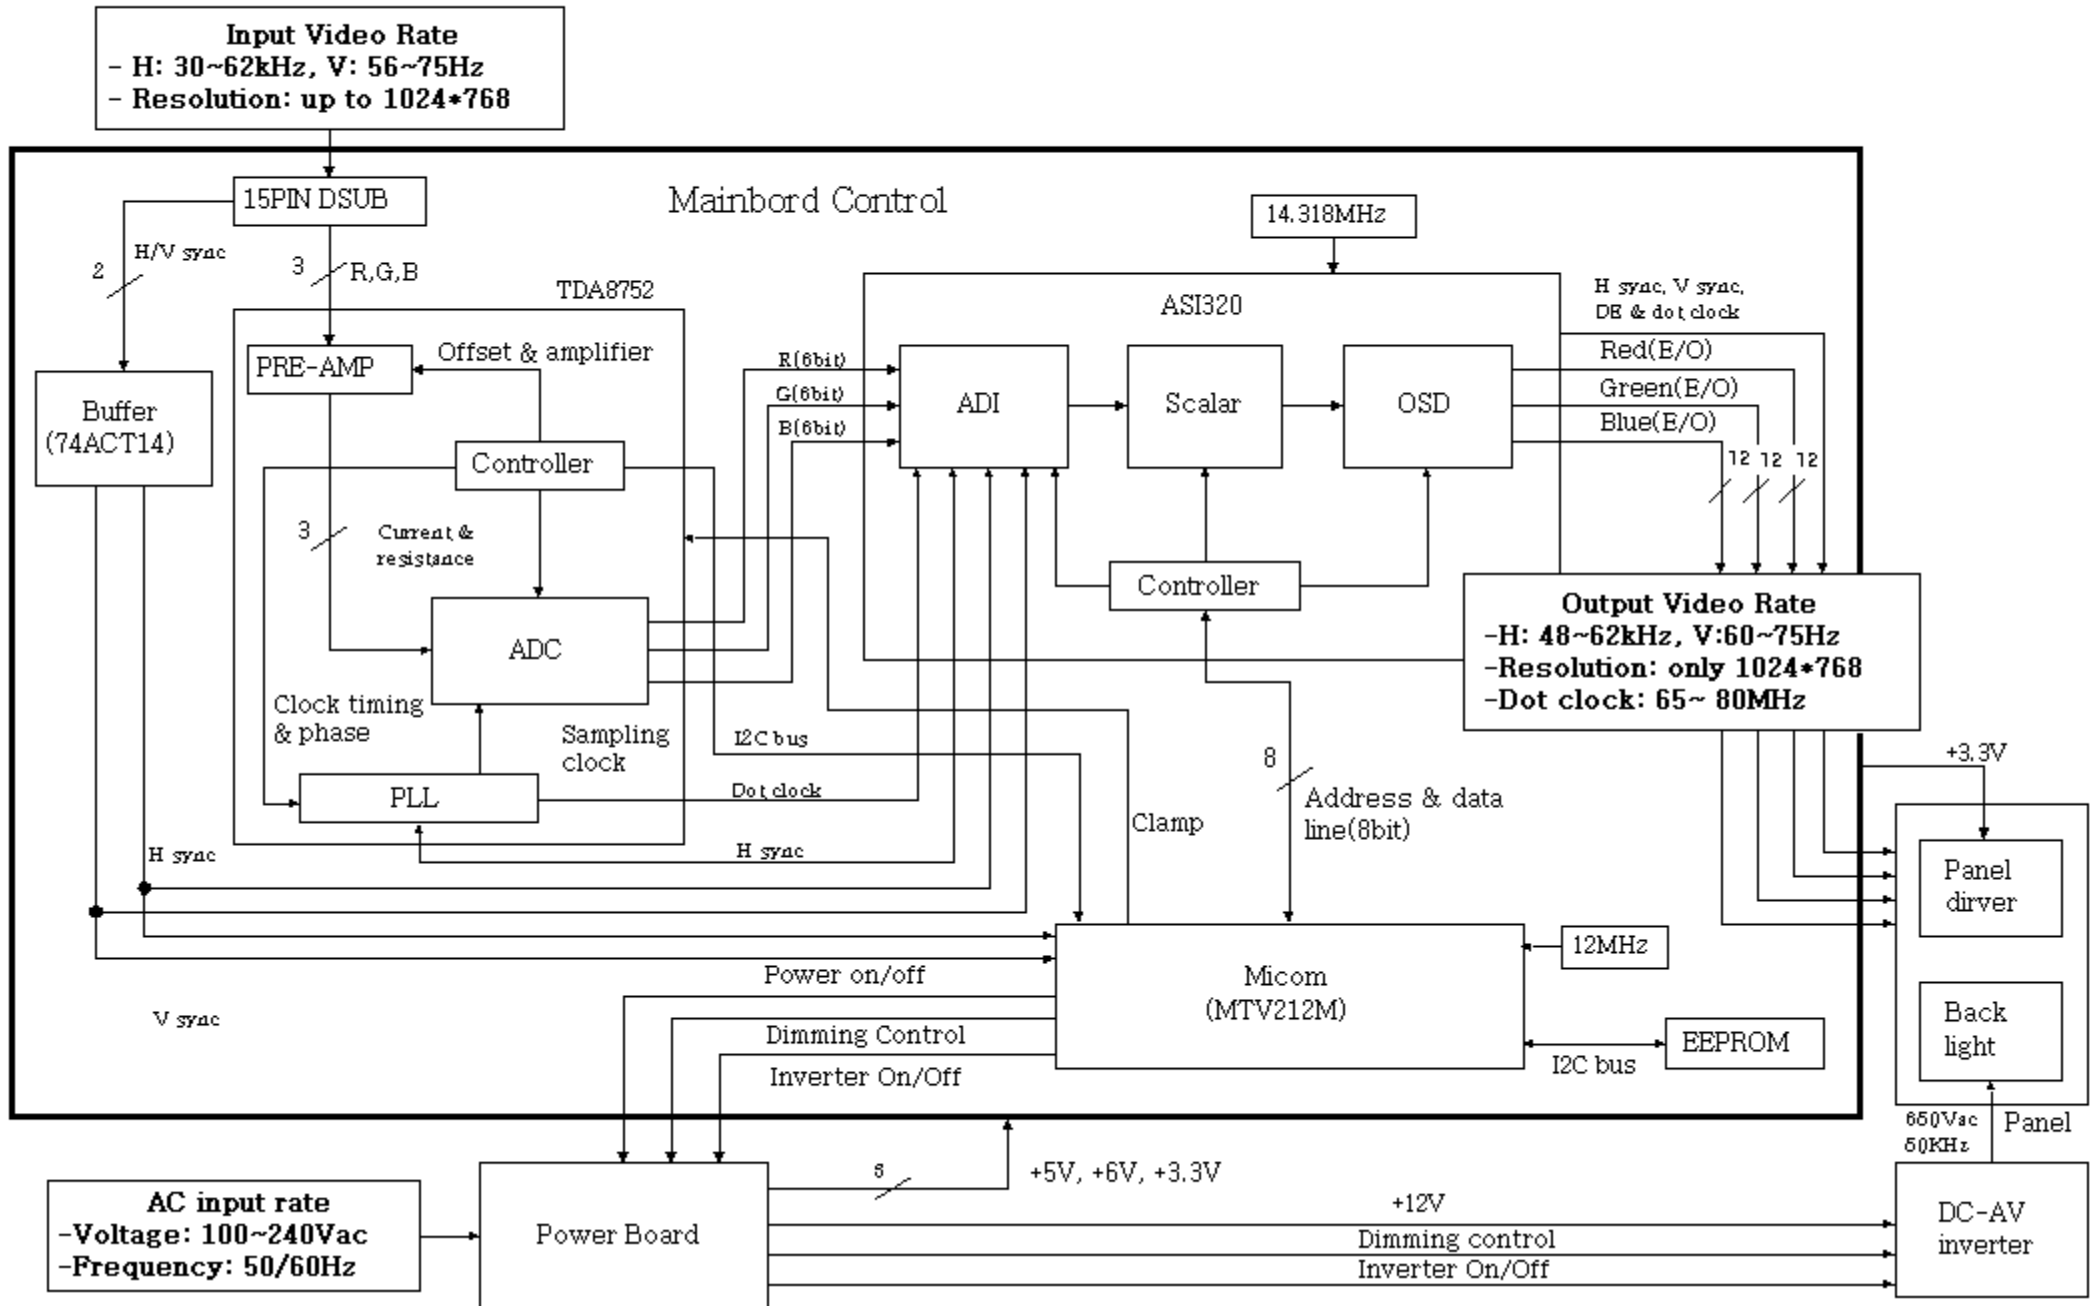 Input Video Rate
- H: 30~62kHz, V: 56~75Hz
- Resolution: up to 1024*768
15PIN DSUB
Mainbord Control
14.318MHz
H/V sync
2
3
R,G,B
TDA8752
ASI320
H sync, V sync,
DE & dot clock
PRE-AMP
Offset & amplifier
R(6bit)
G(6bit)
B(6bit)
ADI
Scalar
OSD
Red(E/O)
Green(E/O)
Blue(E/O)
12
12
12
Buffer
(74ACT14)
Controller
3
Current &
resistance
Controller
ADC
Output Video Rate
-H: 48~62kHz, V:60~75Hz
-Resolution: only 1024*768
-Dot clock: 65~ 80MHz
Clock timing
& phase
Sampling
clock
I2C bus
8
Address & data
line(8bit)
+3.3V
PLL
Dot clock
Clamp
H sync
H sync
Panel
dirver
Power on/off
Micom
(MTV212M)
12MHz
V sync
Dimming Control
Inverter On/Off
I2C bus
EEPROM
Back
light
650Vac
50KHz
Panel
AC input rate
-Voltage: 100~240Vac
-Frequency: 50/60Hz
Power Board
+5V, +6V, +3.3V
+12V
Dimming control
Inverter On/Off
DC-AV
inverter